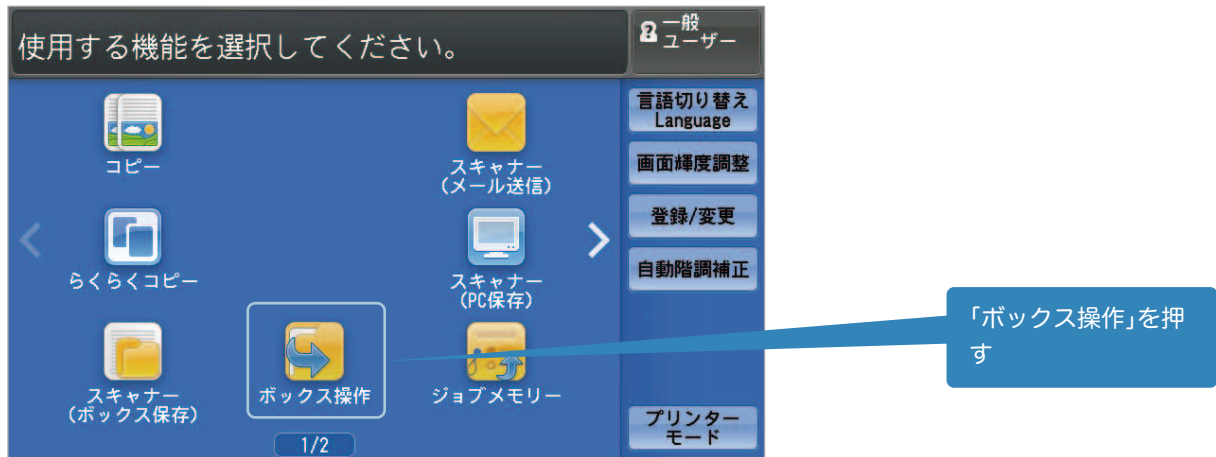 使用する機能を選択してください。
一般
ユーザー
コピー
スキャナー
(メール送信)
らくらくコピー
スキャナー
(PC保存)
スキャナー
(ボックス保存)
ボックス操作
ジョブメモリー
1/2
言語切り替え
Language
画面輝度調整
登録/変更
自動階調補正
プリンター
モード
「ボックス操作」を押
す